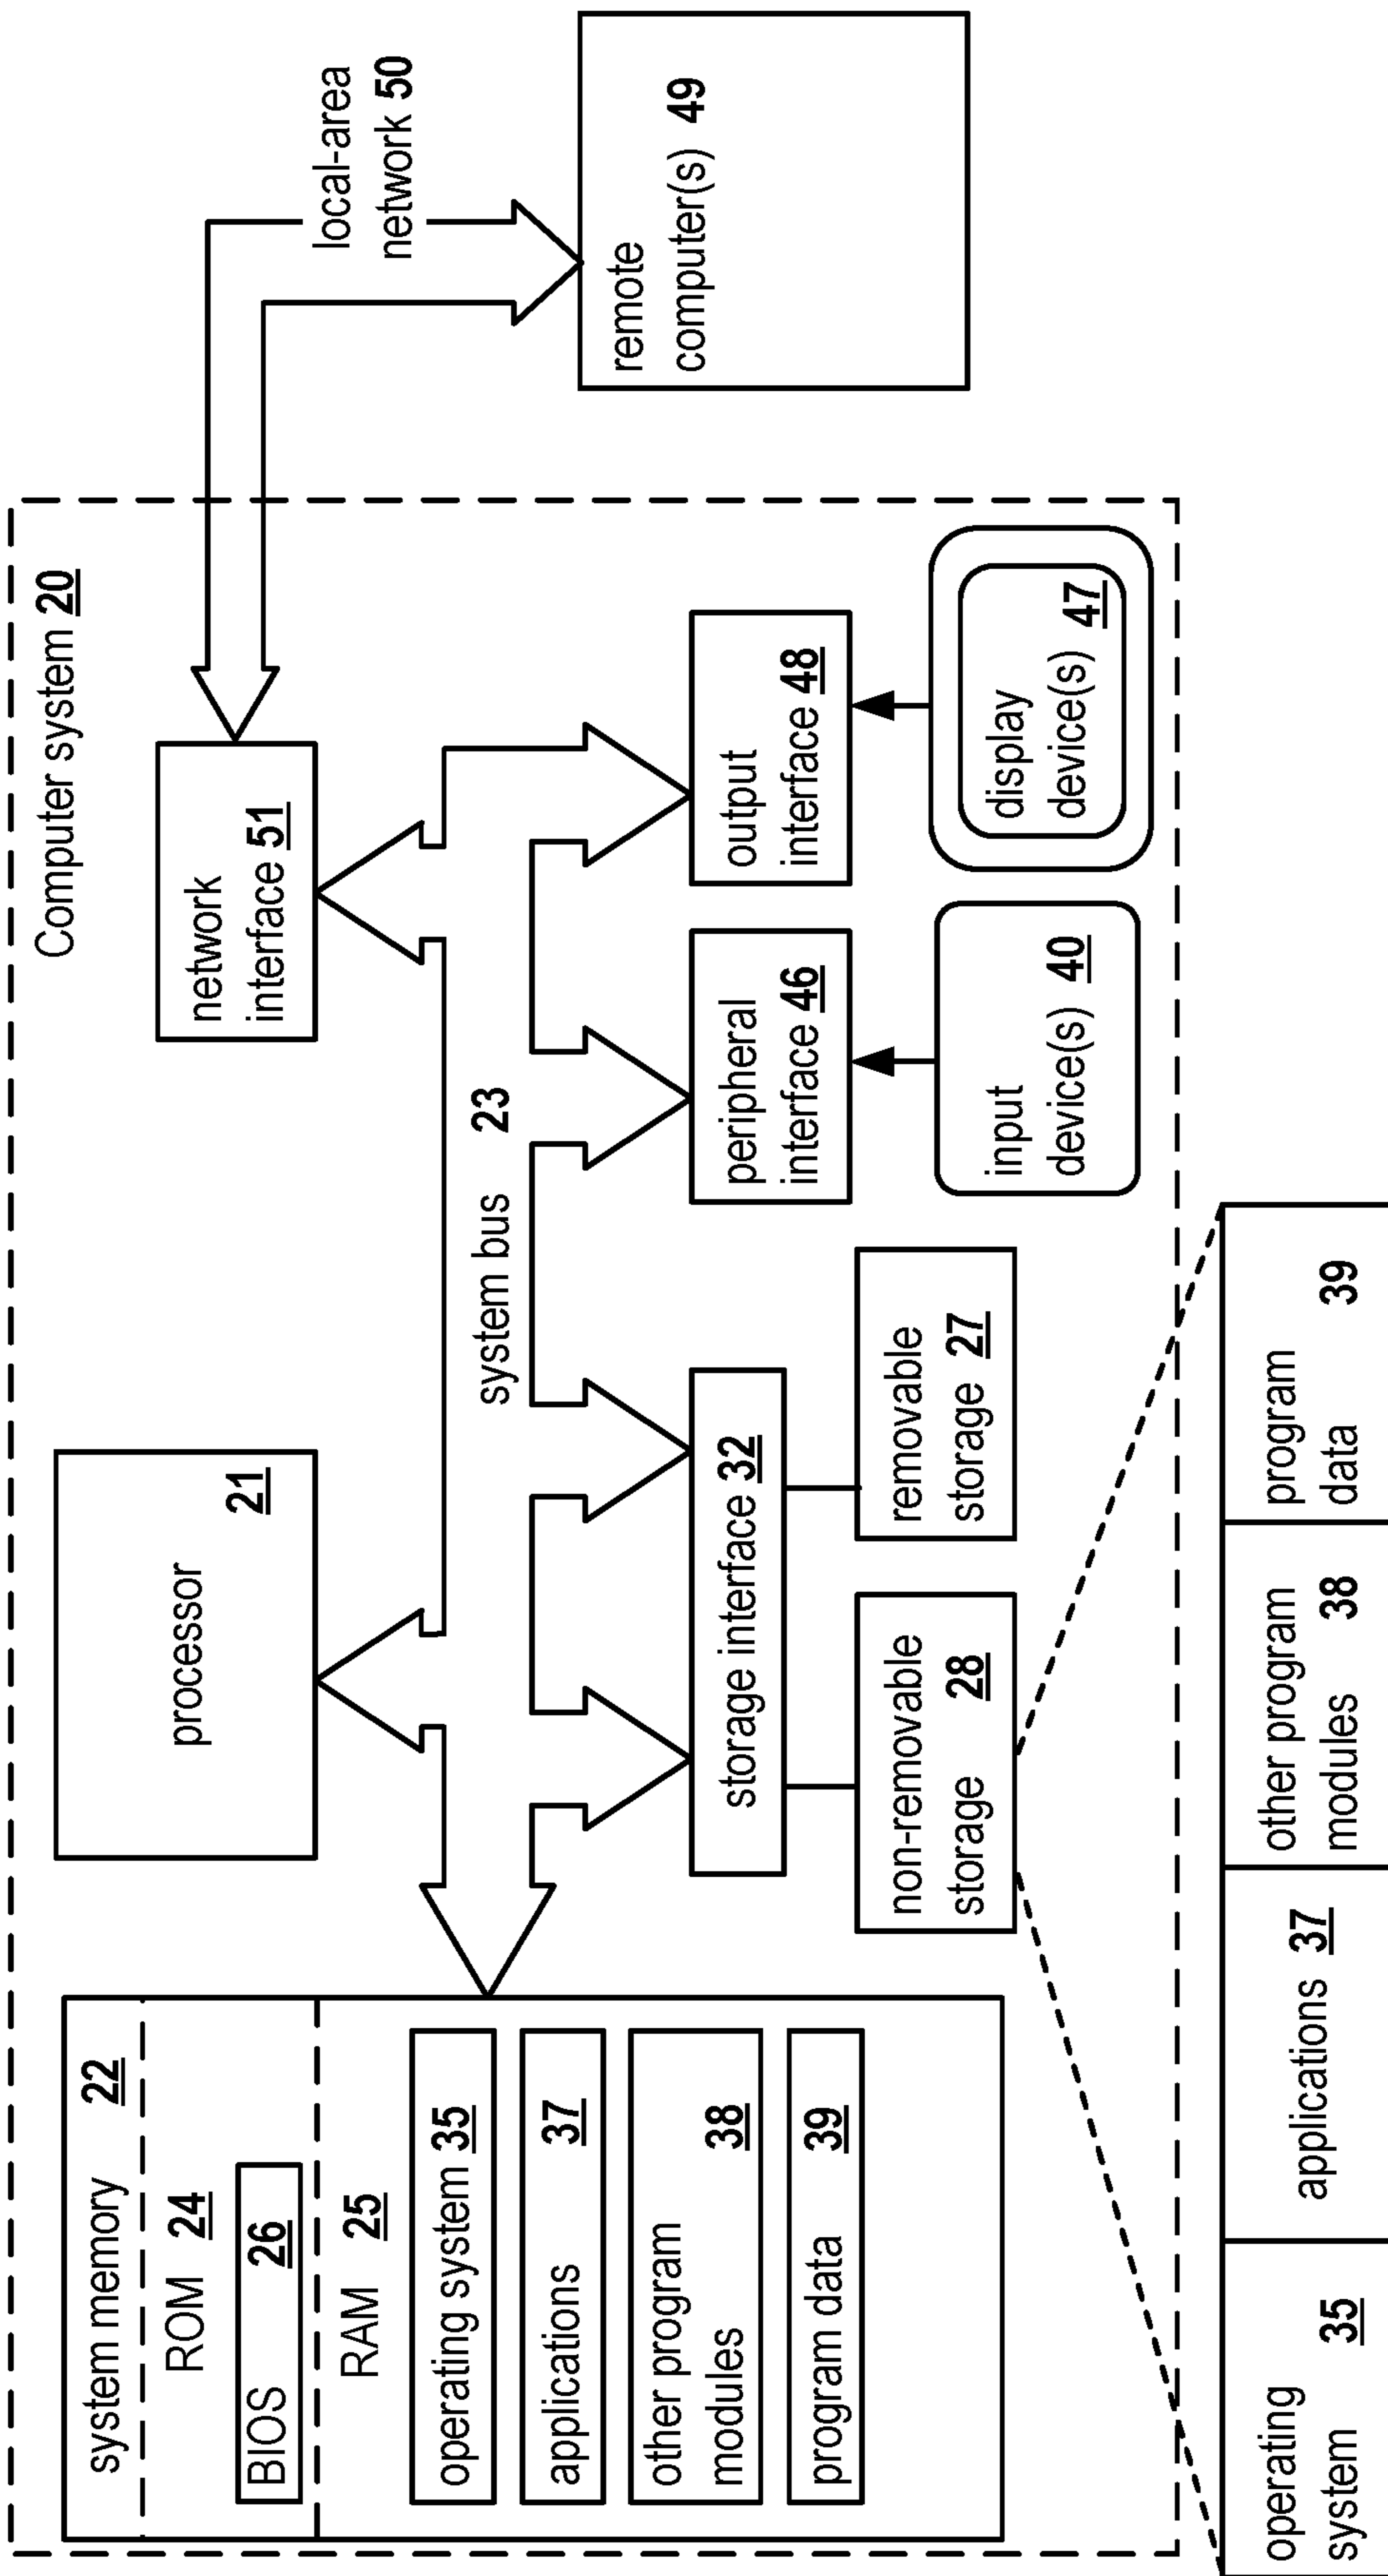 Computer system 20
system memory 22
ROM 24
BIOS 26
RAM 25
operating system 35
applications 37
other program
modules 38
program data 39
processor
21
network
interface 51
system bus 23
storage interface 32
non-removable
storage 28
removable
storage 27
peripheral
interface 46
output
interface 48
input
device(s) 40
display
device(s) 47
local-area
network 50
remote
computer(s) 49
operating
system 35
applications 37
other program
modules 38
program
data 39